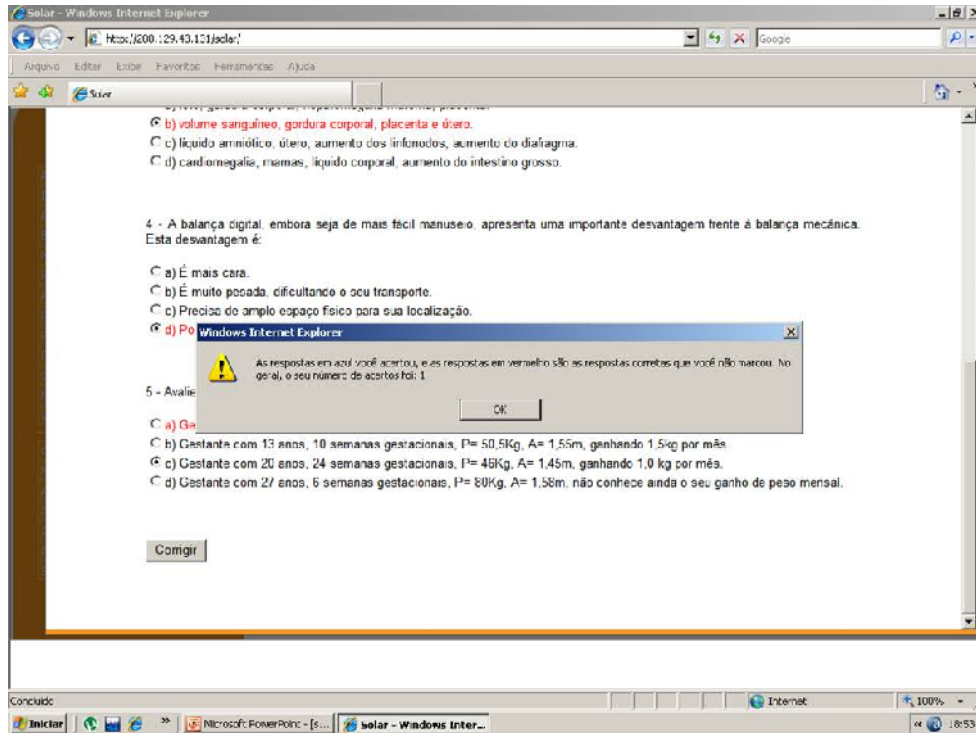 Solar - Windows Internet Explorer
http://200.129.43.131/solar/
Google
Arquivo Editar Exibir Favoritos Ferramentas Ajuda
Solar
b) volume sanguíneo, gordura corporal, placenta e útero.
c) líquido amniótico, útero, aumento dos linfonodos, aumento do diafragma.
d) cardiomegalia, mamas, líquido corporal, aumento do intestino grosso.
4 - A balança digital, embora seja de mais fácil manuseio, apresenta uma importante desvantagem frente à balança mecânica.
Esta desvantagem é:
a) É mais cara.
b) É muito pesada, dificultando o seu transporte.
c) Precisa de amplo espaço físico para sua localização.
d) Po
Windows Internet Explorer
As respostas em azul você acertou, e as respostas em vermelho são as respostas corretas que você não marcou. No
geral, o seu número de acertos foi: 1
OK
5 - Avalie
a) Ge
b) Gestante com 13 anos, 10 semanas gestacionais, P= 50,5Kg, A= 1,55m, ganhando 1,5kg por mês
c) Gestante com 20 anos, 24 semanas gestacionais, P= 46Kg, A= 1,45m, ganhando 1,0 kg por mês.
d) Gestante com 27 anos, 6 semanas gestacionais, P= 80Kg, A= 1,58m, não conhece ainda o seu ganho de peso mensal.
Corrigir
Concluído
Internet
100%
Iniciar
Microsoft PowerPoint - [s...
Solar - Windows Inter...
18:53